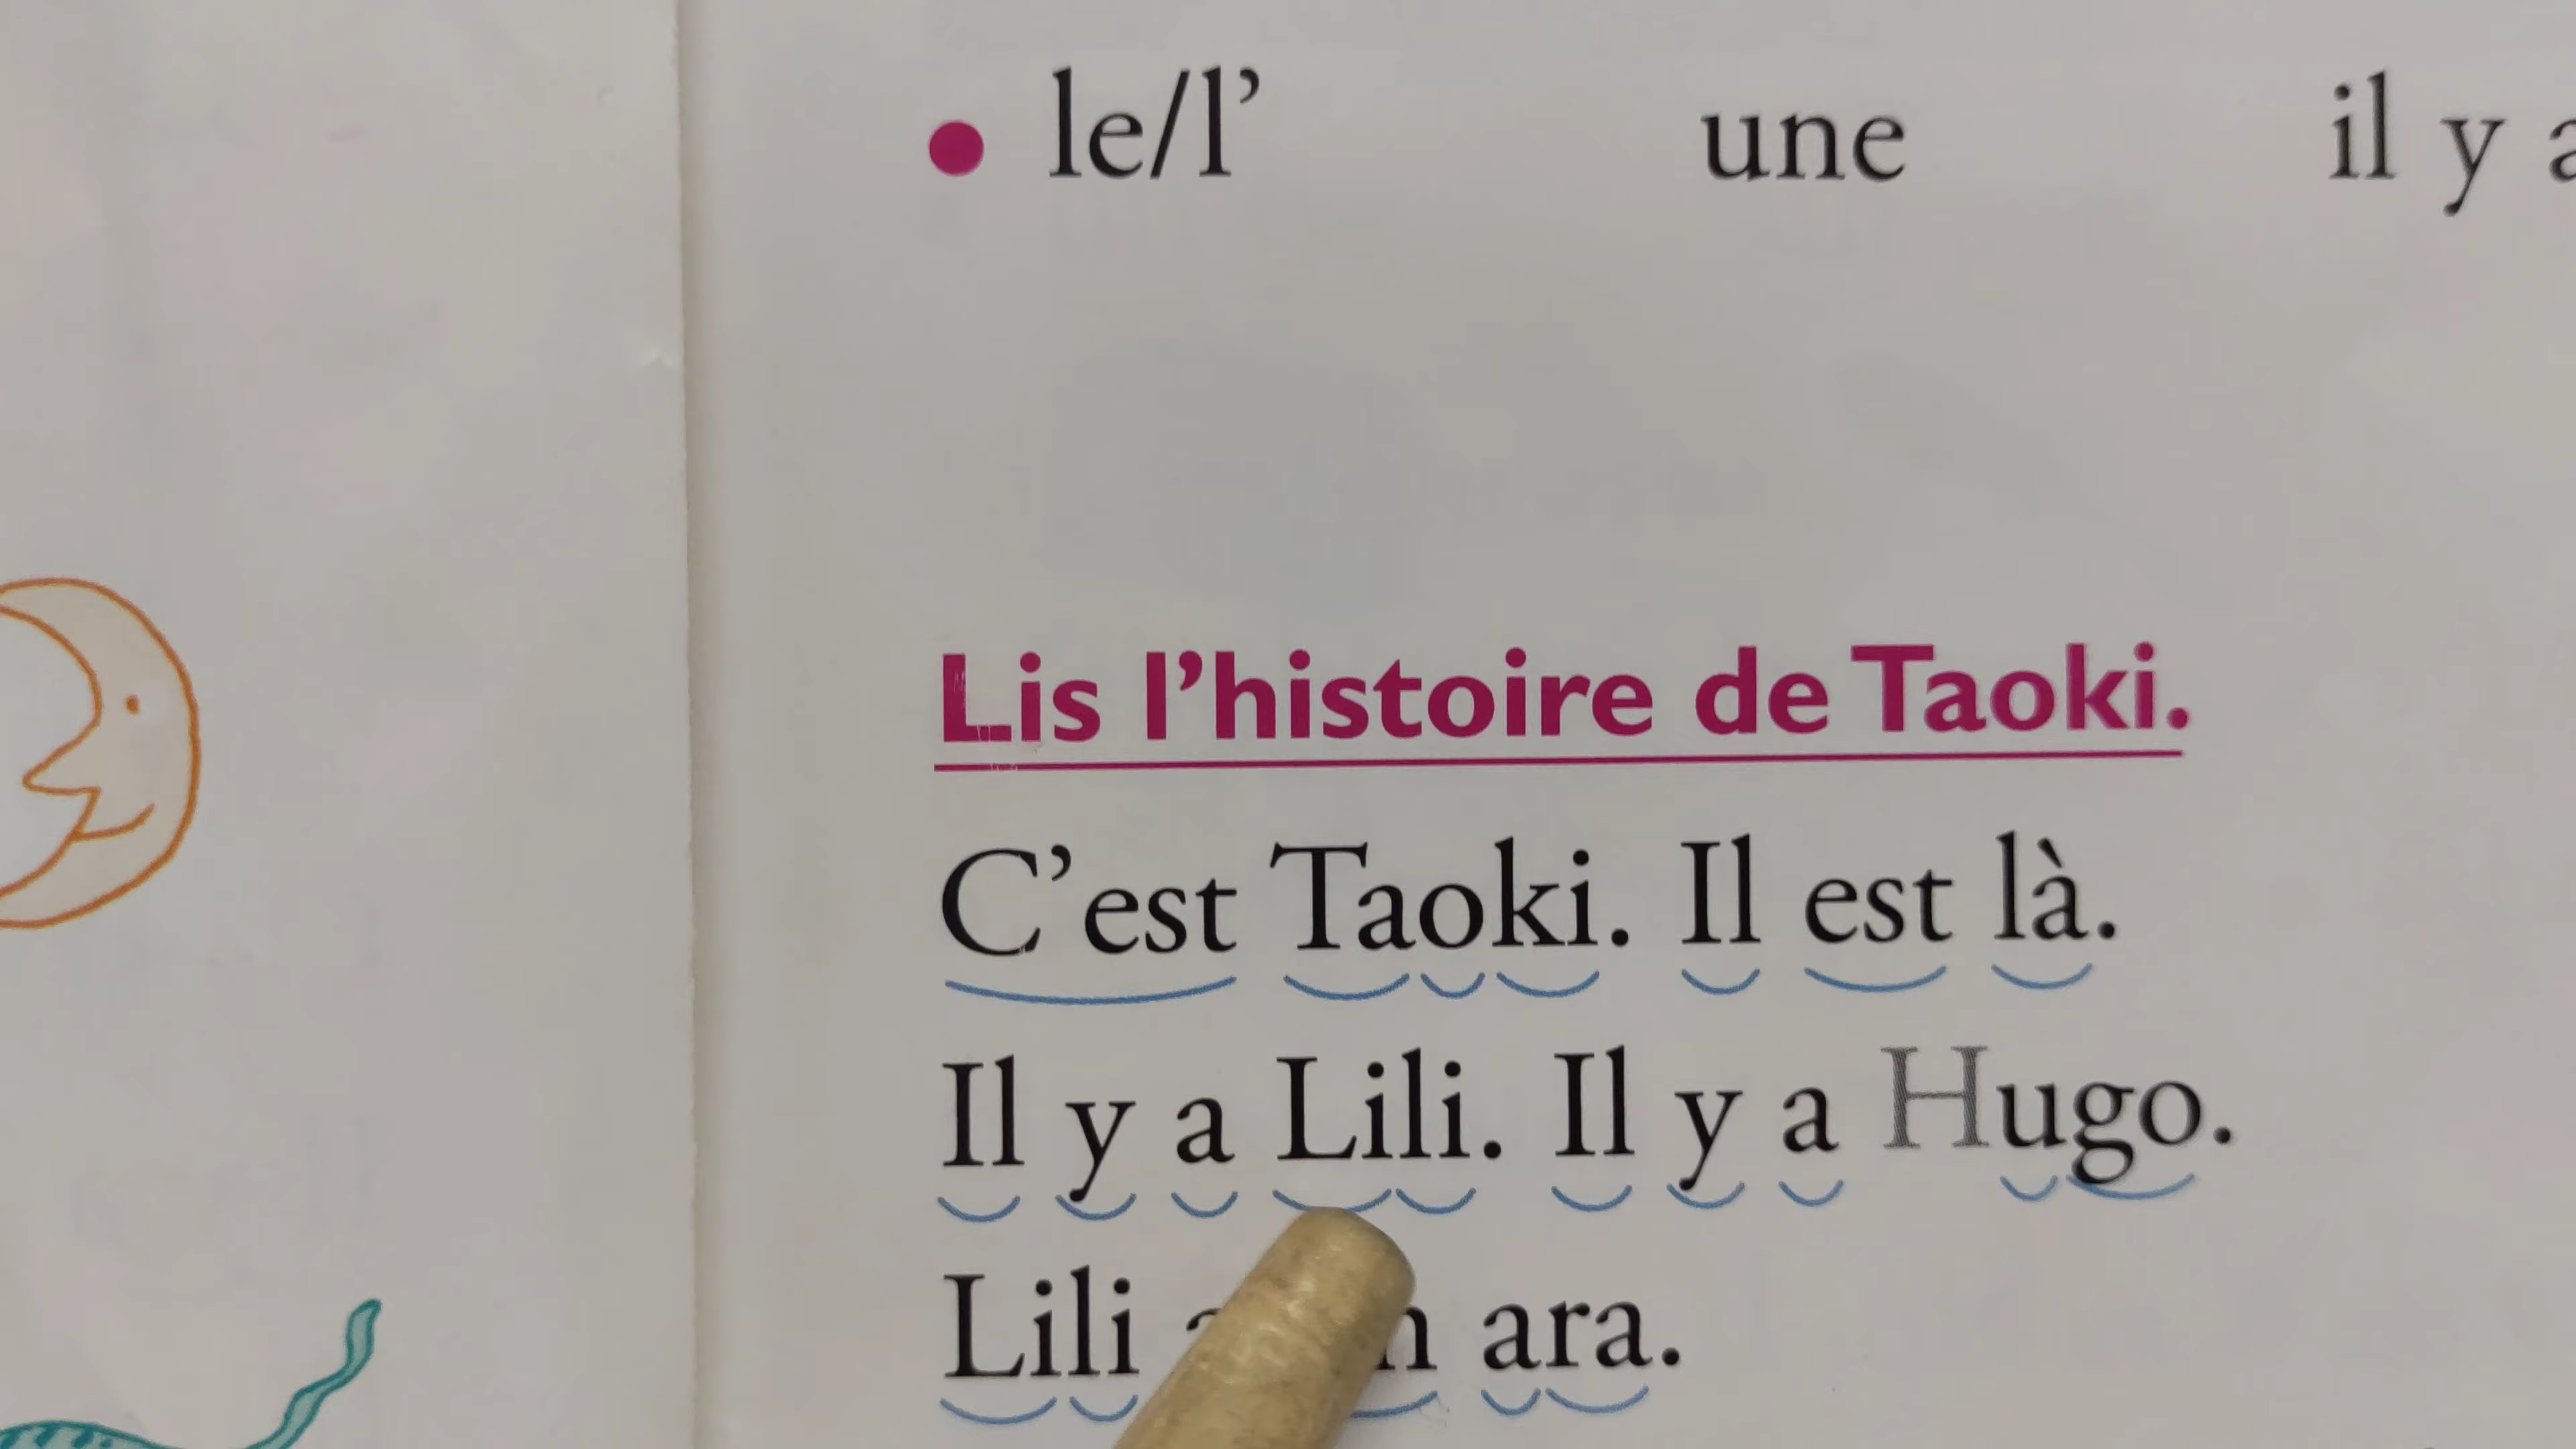 le/l' une il y a
Lis l'histoire de Taoki.
C'est Taoki. Il est là.
Il y a Lili. Il y a Hugo.
Lili ara.